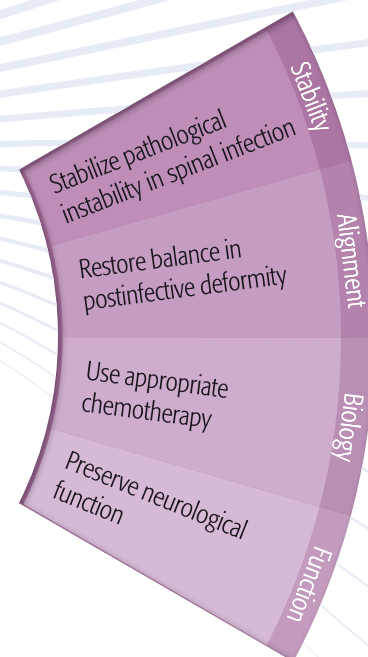 Stability
Stabilize pathological
instability in spinal infection
Alignment
Restore balance in
postinfective deformity
Biology
Use appropriate
chemotherapy
Function
Preserve neurological
function